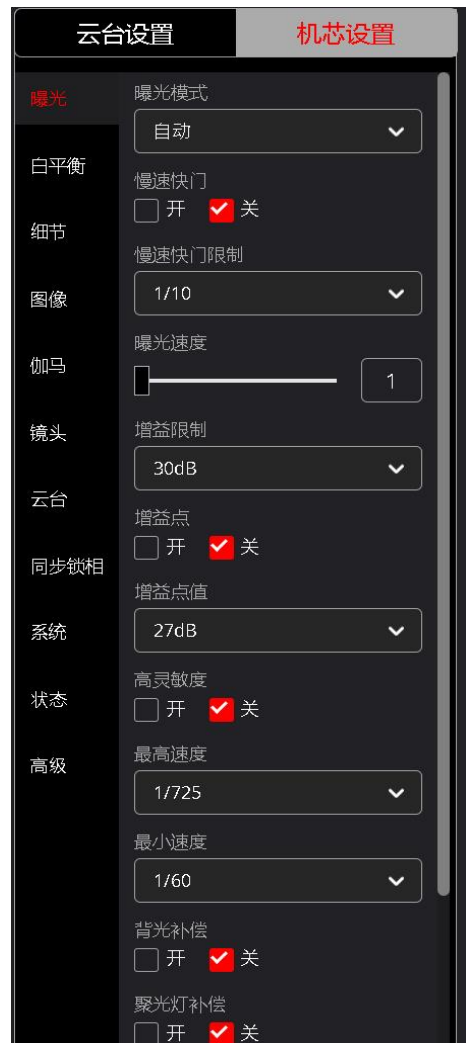 云台设置
机芯设置
曝光
白平衡
细节
图像
伽马
镜头
云台
同步锁相
系统
状态
高级
曝光模式
自动
慢速快门
开 关
慢速快门限制
1/10
曝光速度
1
增益限制
30dB
增益点
开 关
增益点值
27dB
高灵敏度
开 关
最高速度
1/725
最小速度
1/60
背光补偿
开 关
聚光灯补偿
开 关